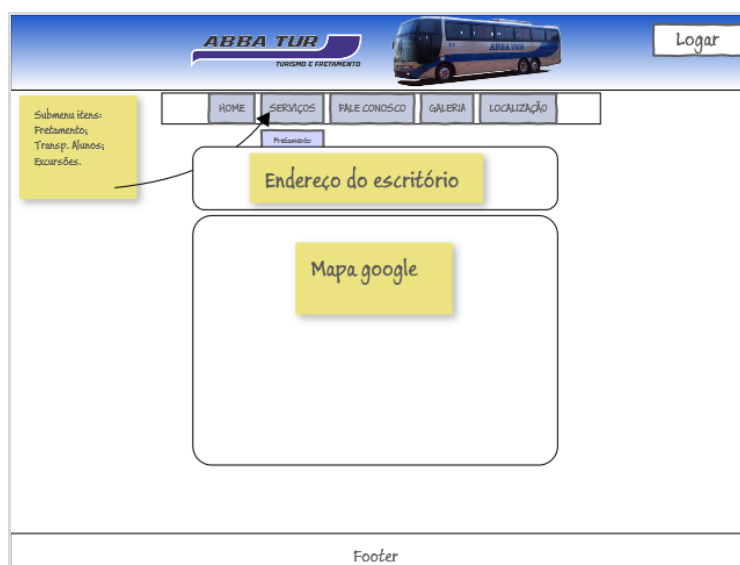 ABBA TUR
TURISMO E FRETAMENTO
ABBA TUR
Logar
HOME
SERVIÇOS
FALE CONOSCO
GALERIA
LOCALIZAÇÃO
Submenu itens:
Fretamento;
Transp. Alunos;
Excursões.
Fretamento
Endereço do escritório
Mapa google
Footer